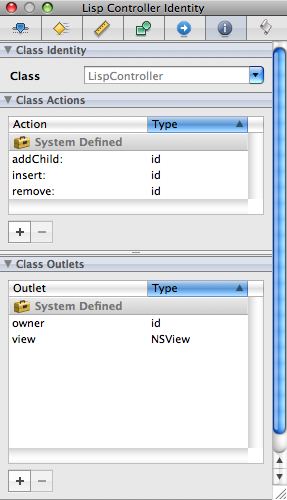 Lisp Controller Identity
Class Identity
Class LispController
Class Actions
Action Type
System Defined
addChild: id
insert: id
remove: id
Class Outlets
Outlet Type
System Defined
owner id
view NSView